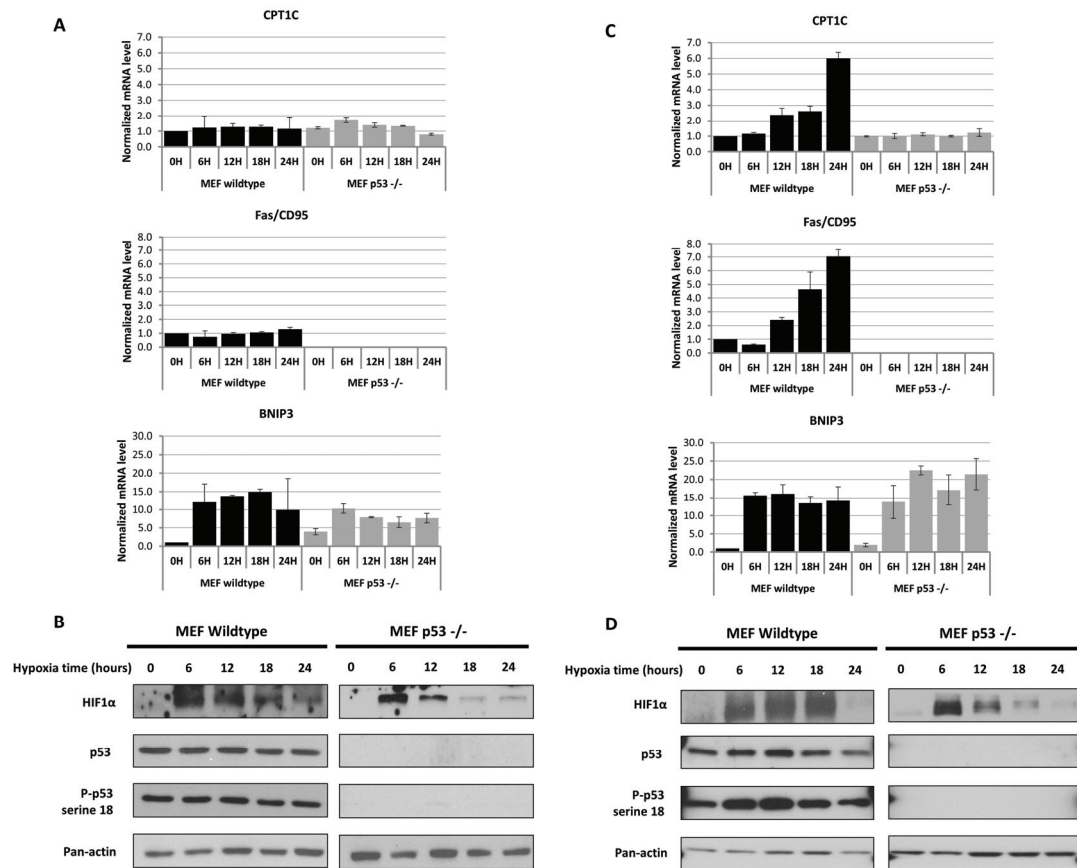 A
CPT1C
Normalized mRNA level
7.0
6.0
5.0
4.0
3.0
2.0
1.0
0.0
0H 6H 12H 18H 24H 0H 6H 12H 18H 24H
MEF wildtype MEF p53 -/-
Fas/CD95
Normalized mRNA level
8.0
7.0
6.0
5.0
4.0
3.0
2.0
1.0
0.0
0H 6H 12H 18H 24H 0H 6H 12H 18H 24H
MEF wildtype MEF p53 -/-
BNIP3
Normalized mRNA level
30.0
25.0
20.0
15.0
10.0
5.0
0.0
0H 6H 12H 18H 24H 0H 6H 12H 18H 24H
MEF wildtype MEF p53 -/-
B
MEF Wildtype MEF p53 -/-
Hypoxia time (hours) 0 6 12 18 24 0 6 12 18 24
HIF1α
p53
P-p53
serine 18
Pan-actin
C
CPT1C
Normalized mRNA level
7.0
6.0
5.0
4.0
3.0
2.0
1.0
0.0
0H 6H 12H 18H 24H 0H 6H 12H 18H 24H
MEF wildtype MEF p53 -/-
Fas/CD95
Normalized mRNA level
8.0
7.0
6.0
5.0
4.0
3.0
2.0
1.0
0.0
0H 6H 12H 18H 24H 0H 6H 12H 18H 24H
MEF wildtype MEF p53 -/-
BNIP3
Normalized mRNA level
30.0
25.0
20.0
15.0
10.0
5.0
0.0
0H 6H 12H 18H 24H 0H 6H 12H 18H 24H
MEF wildtype MEF p53 -/-
D
MEF Wildtype MEF p53 -/-
Hypoxia time (hours) 0 6 12 18 24 0 6 12 18 24
HIF1α
p53
P-p53
serine 18
Pan-actin